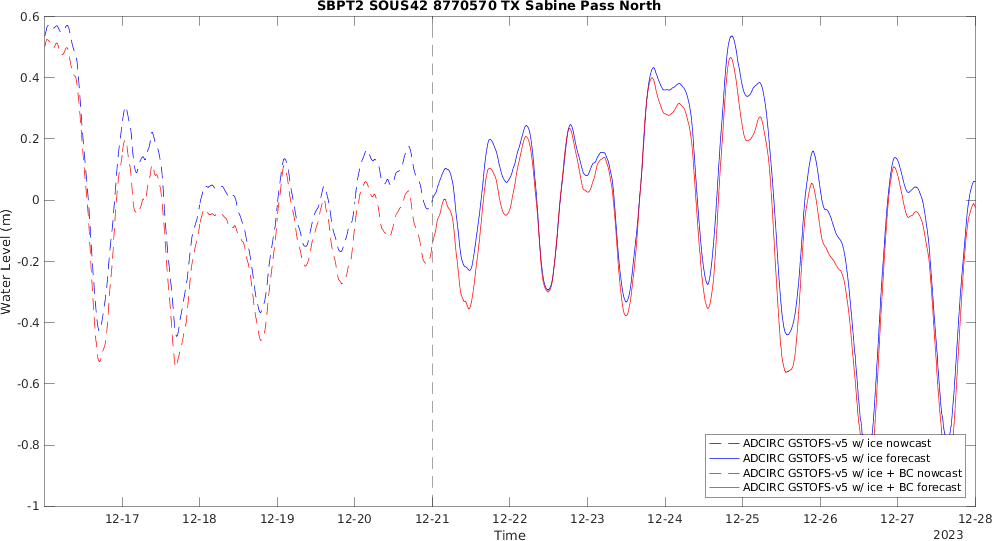 SBPT2 SOUS42 8770570 TX Sabine Pass North
0.6
0.4
0.2
0
-0.2
-0.4
-0.6
-0.8
-1
Water Level (m)
ADCIRC GSTOFS-v5 w/ ice nowcast
ADCIRC GSTOFS-v5 w/ ice forecast
ADCIRC GSTOFS-v5 w/ ice + BC nowcast
ADCIRC GSTOFS-v5 w/ ice + BC forecast
12-17 12-18 12-19 12-20 12-21 12-22 12-23 12-24 12-25 12-26 12-27 12-28
Time
2023